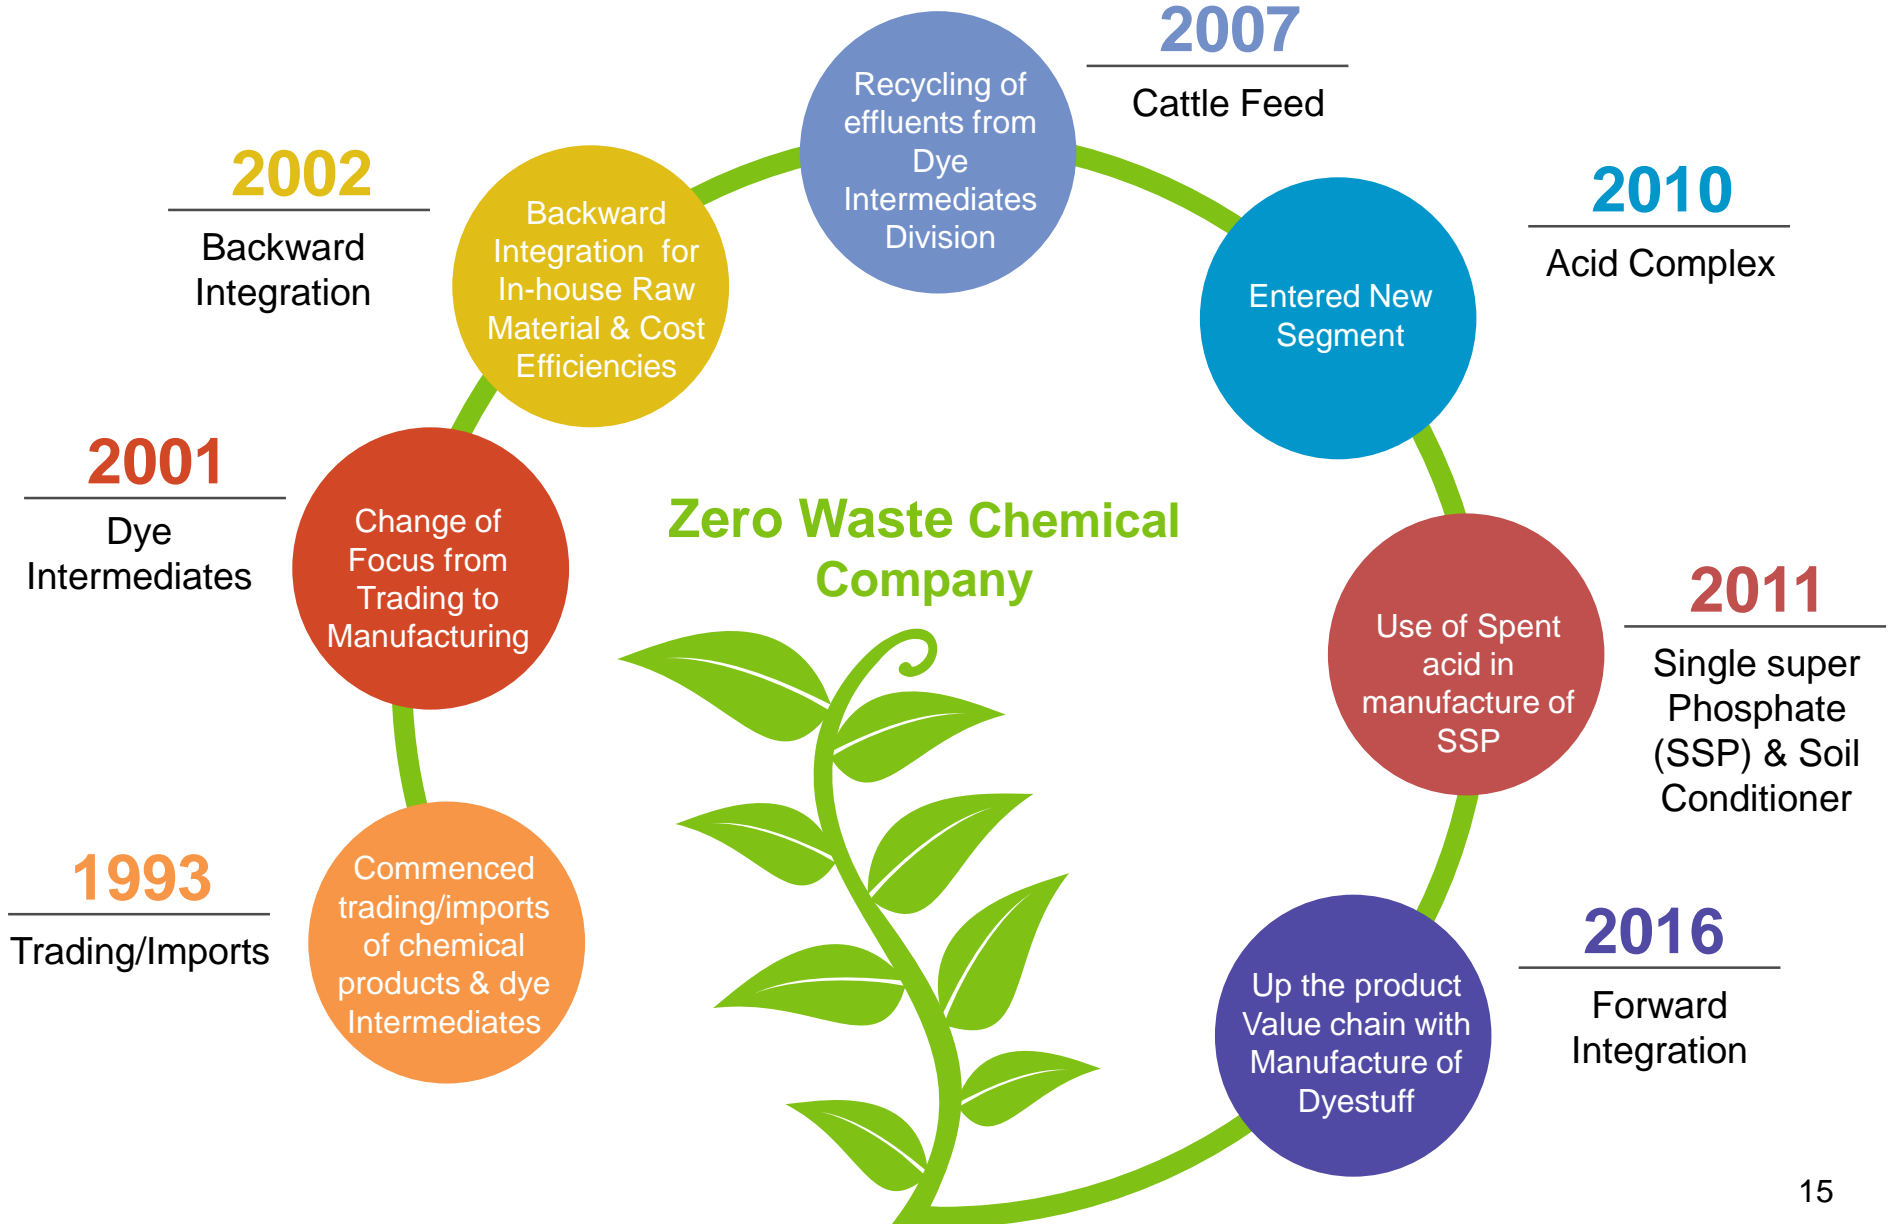 2007
Cattle Feed
Recycling of
effluents from
Dye
Intermediates
Division
2002
Backward
Integration
Backward
Integration for
In-house Raw
Material & Cost
Efficiencies
2010
Acid Complex
Entered New
Segment
2001
Dye
Intermediates
Change of
Focus from
Trading to
Manufacturing
Zero Waste Chemical
Company
2011
Single super
Phosphate
(SSP) & Soil
Conditioner
Use of Spent
acid in
manufacture of
SSP
1993
Trading/Imports
Commenced
trading/imports
of chemical
products & dye
Intermediates
2016
Forward
Integration
Up the product
Value chain with
Manufacture of
Dyestuff
15